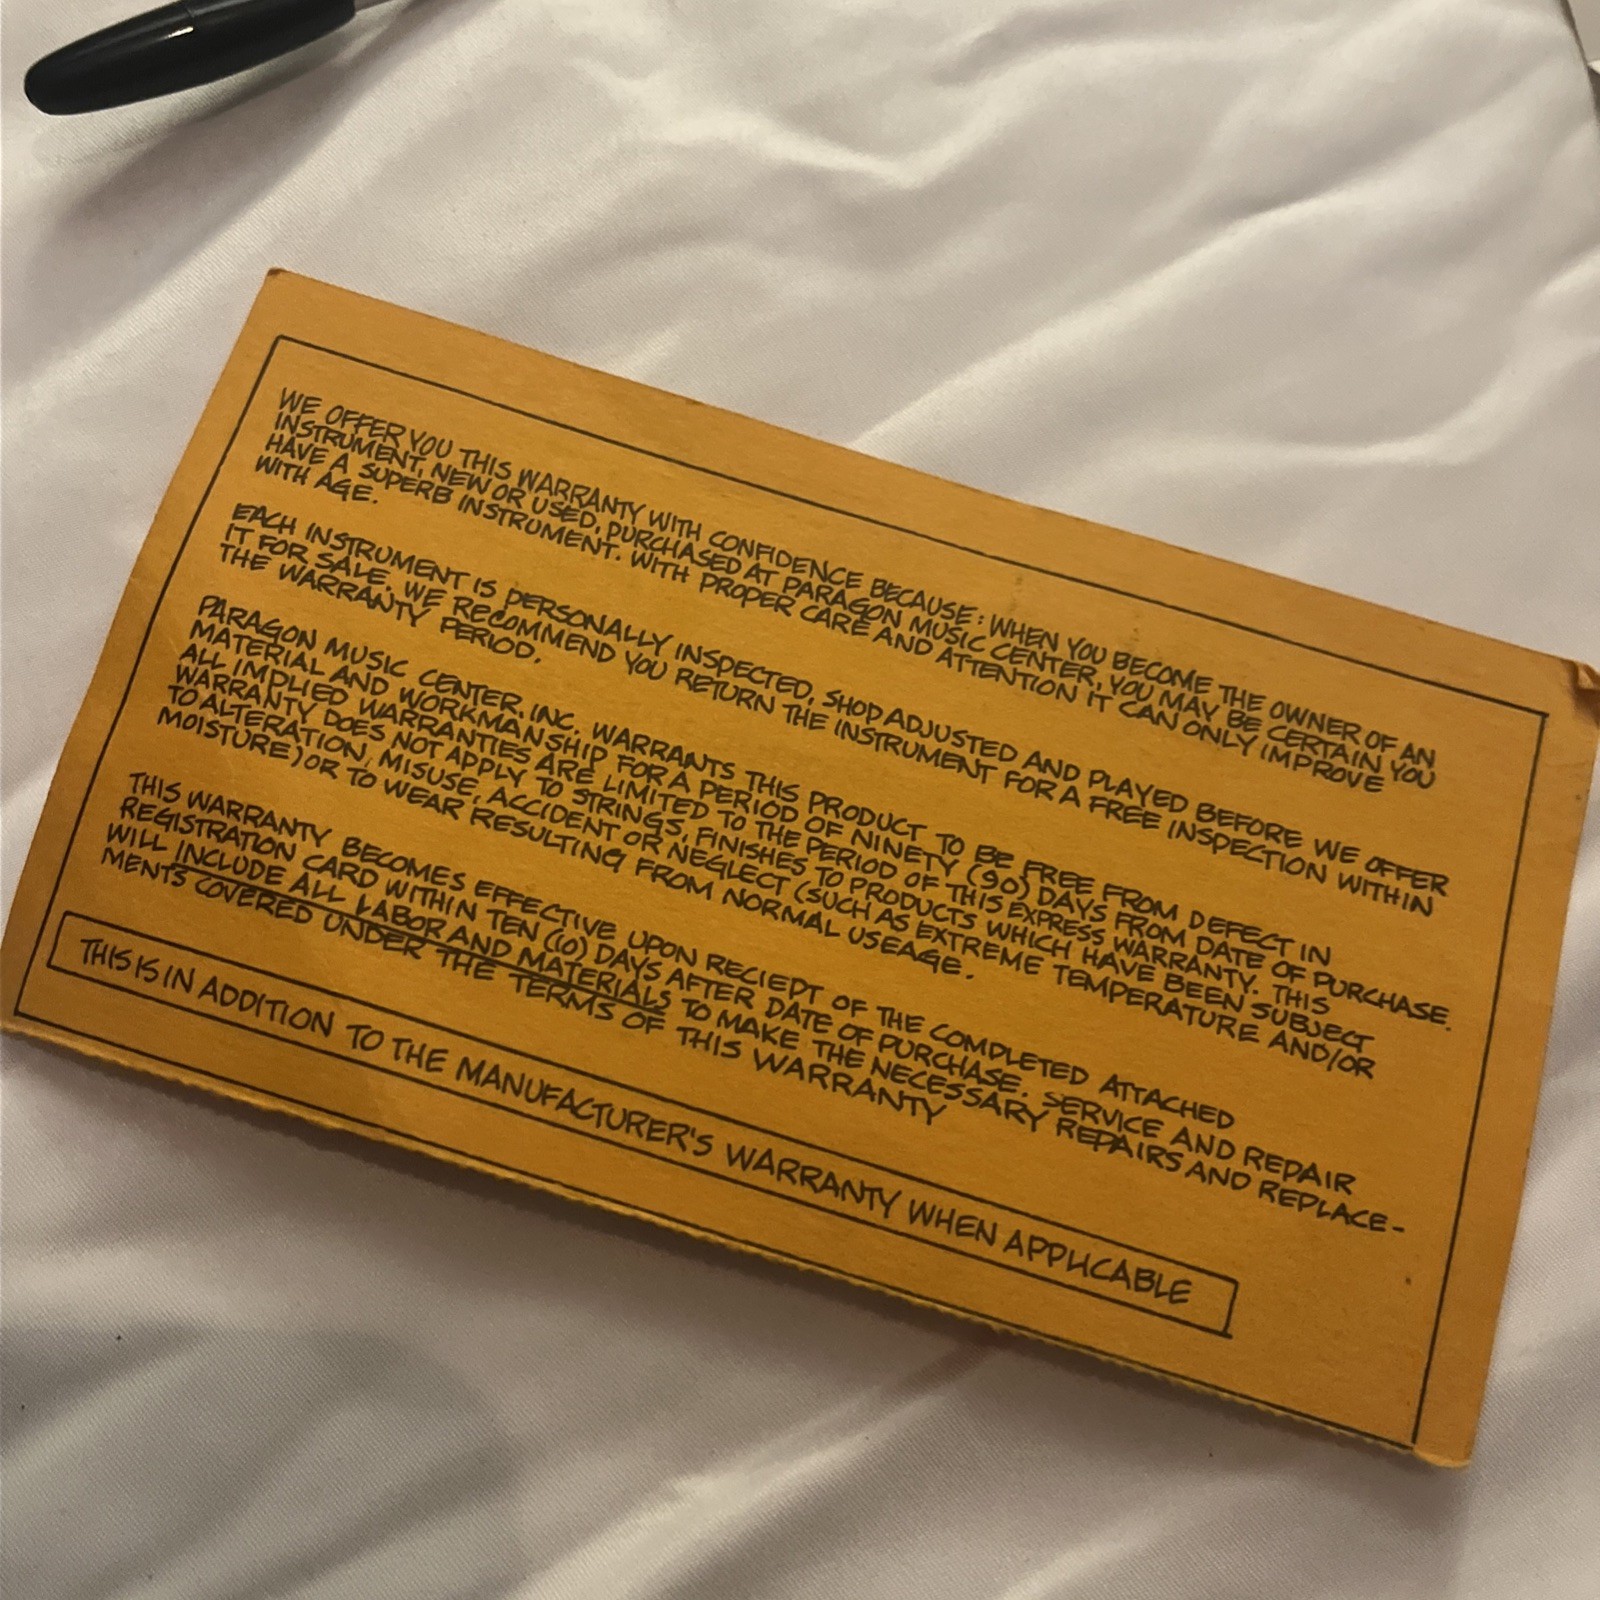 WE OFFER YOU THIS WARRANTY WITH CONFIDENCE BECAUSE: WHEN YOU BECOME THE OWNER OF AN
INSTRUMENT, NEW OR USED, PURCHASED AT PARAGON MUSIC CENTER, YOU MAY BE CERTAIN YOU
HAVE A SUPERB INSTRUMENT. WITH PROPER CARE AND ATTENTION IT CAN ONLY IMPROVE
WITH AGE.
EACH INSTRUMENT IS PERSONALLY INSPECTED, SHOP ADJUSTED AND PLAYED BEFORE WE OFFER
IT FOR SALE. WE RECOMMEND YOU RETURN THE INSTRUMENT FOR A FREE INSPECTION WITHIN
THE WARRANTY PERIOD.
PARAGON MUSIC CENTER, INC. WARRANTS THIS PRODUCT TO BE FREE FROM DEFECT IN
MATERIAL AND WORKMANSHIP FOR A PERIOD OF NINETY (90) DAYS FROM DATE OF PURCHASE.
ALL IMPLIED WARRANTIES ARE LIMITED TO THE PERIOD OF THIS EXPRESS WARRANTY. THIS
WARRANTY DOES NOT APPLY TO STRINGS, FINISHES TO PRODUCTS WHICH HAVE BEEN SUBJECT
TO ALTERATION, MISUSE, ACCIDENT OR NEGLECT (SUCH AS EXTREME TEMPERATURE AND/OR
MOISTURE) OR TO WEAR RESULTING FROM NORMAL USEAGE.
THIS WARRANTY BECOMES EFFECTIVE UPON RECIEPT OF THE COMPLETED ATTACHED
REGISTRATION CARD WITHIN TEN (10) DAYS AFTER DATE OF PURCHASE. SERVICE AND REPAIR
WILL INCLUDE ALL LABOR AND MATERIALS TO MAKE THE NECESSARY REPAIRS AND REPLACE-
MENTS COVERED UNDER THE TERMS OF THIS WARRANTY
THIS IS IN ADDITION TO THE MANUFACTURER'S WARRANTY WHEN APPLICABLE